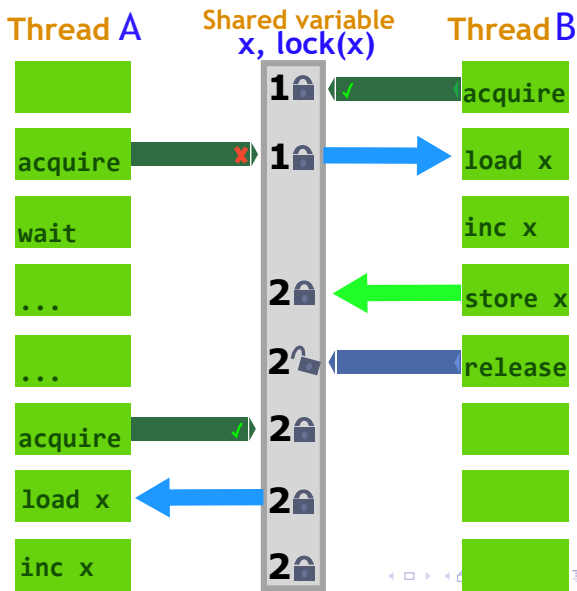 Thread A Shared variable Thread B
x, lock(x)
1 acquire
acquire 1 load x
wait inc x
... 2 store x
... 2 release
acquire 2
load x 2
inc x 2